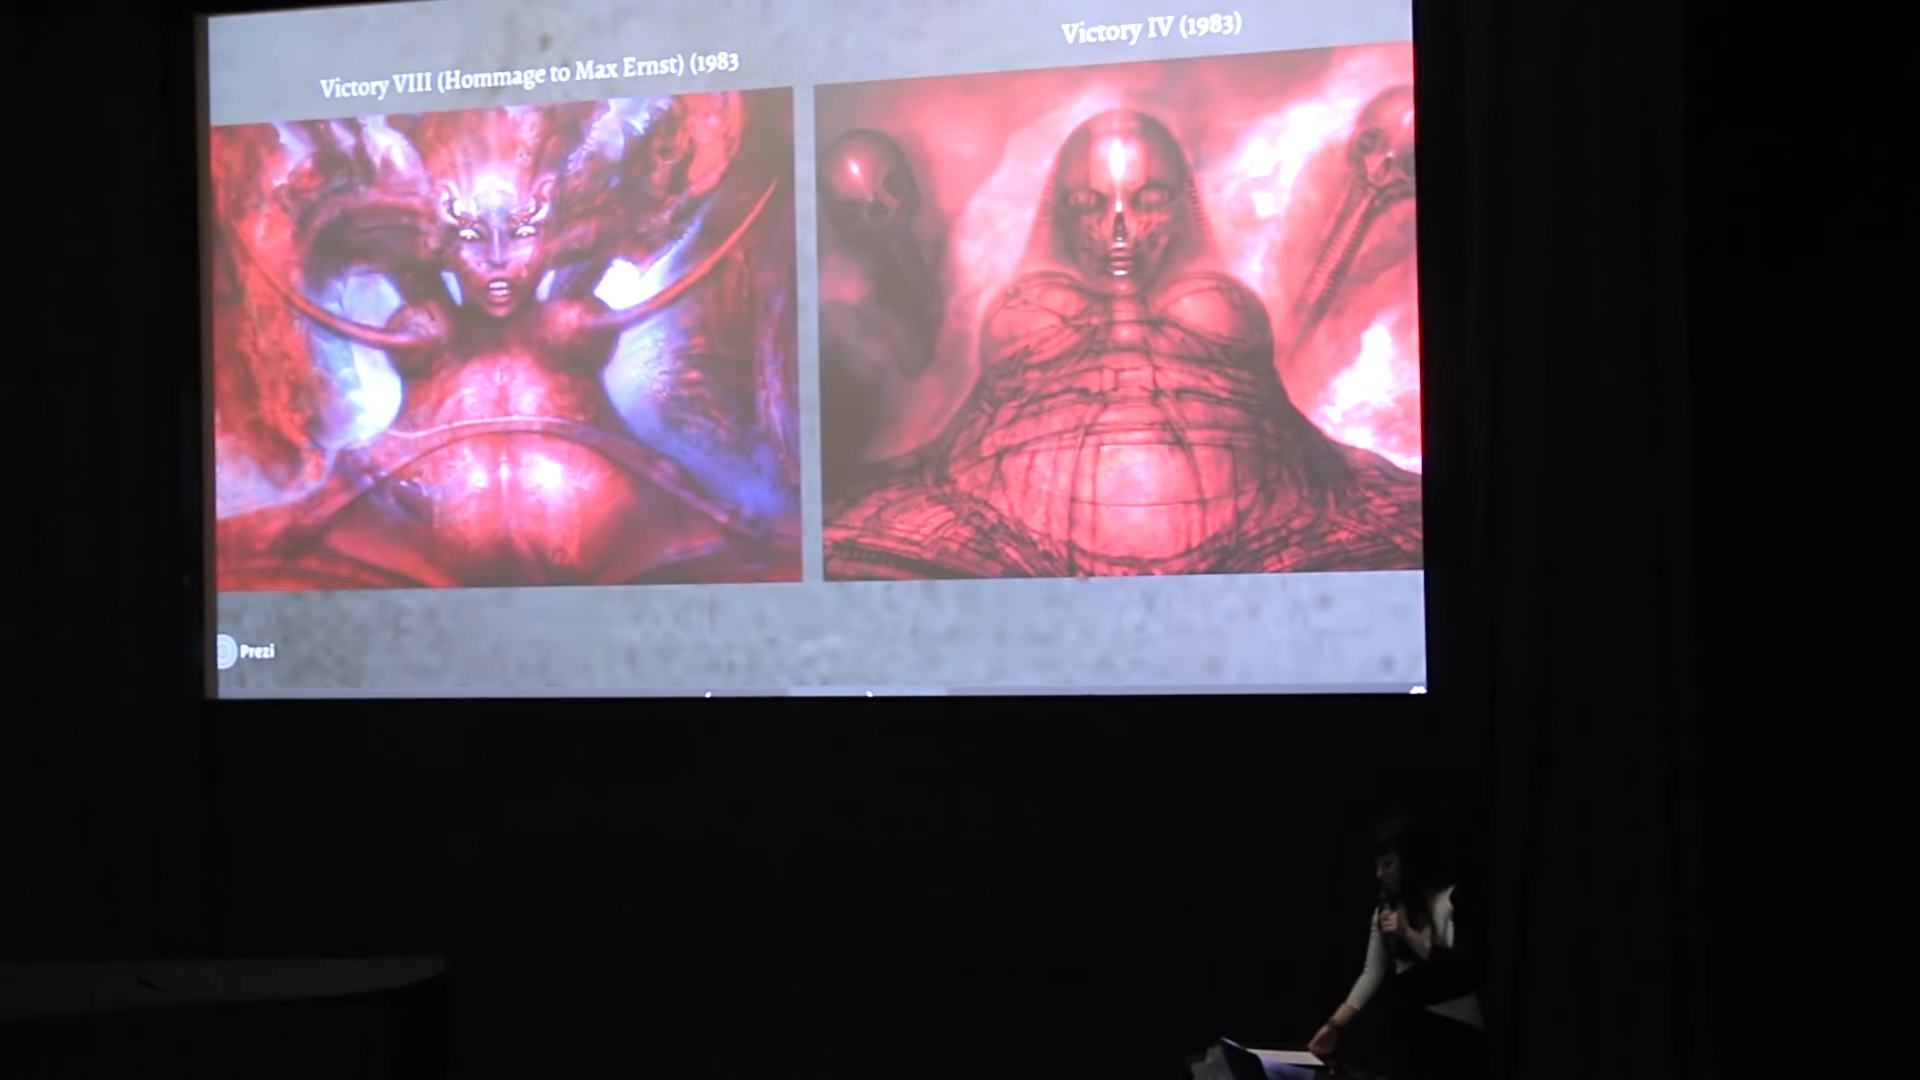 Victory VIII (Hommage to Max Ernst) (1983
Victory IV (1983)
Prezi